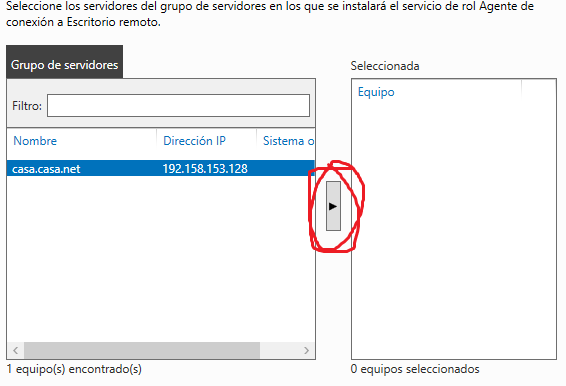 Seleccione los servidores del grupo de servidores en los que se instalará el servicio de rol Agente de
conexión a Escritorio remoto.
Grupo de servidores
Seleccionada
Filtro:
Equipo
Nombre Dirección IP Sistema o
casa.casa.net 192.158.153.128
1 equipo(s) encontrado(s)
0 equipos seleccionados